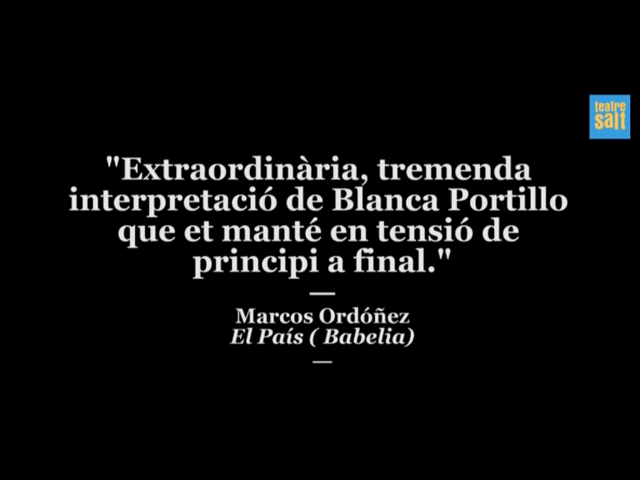 teatre
salt
"Extraordinària, tremenda
interpretació de Blanca Portillo
que et manté en tensió de
principi a final."
Marcos Ordóñez
El País ( Babelia)